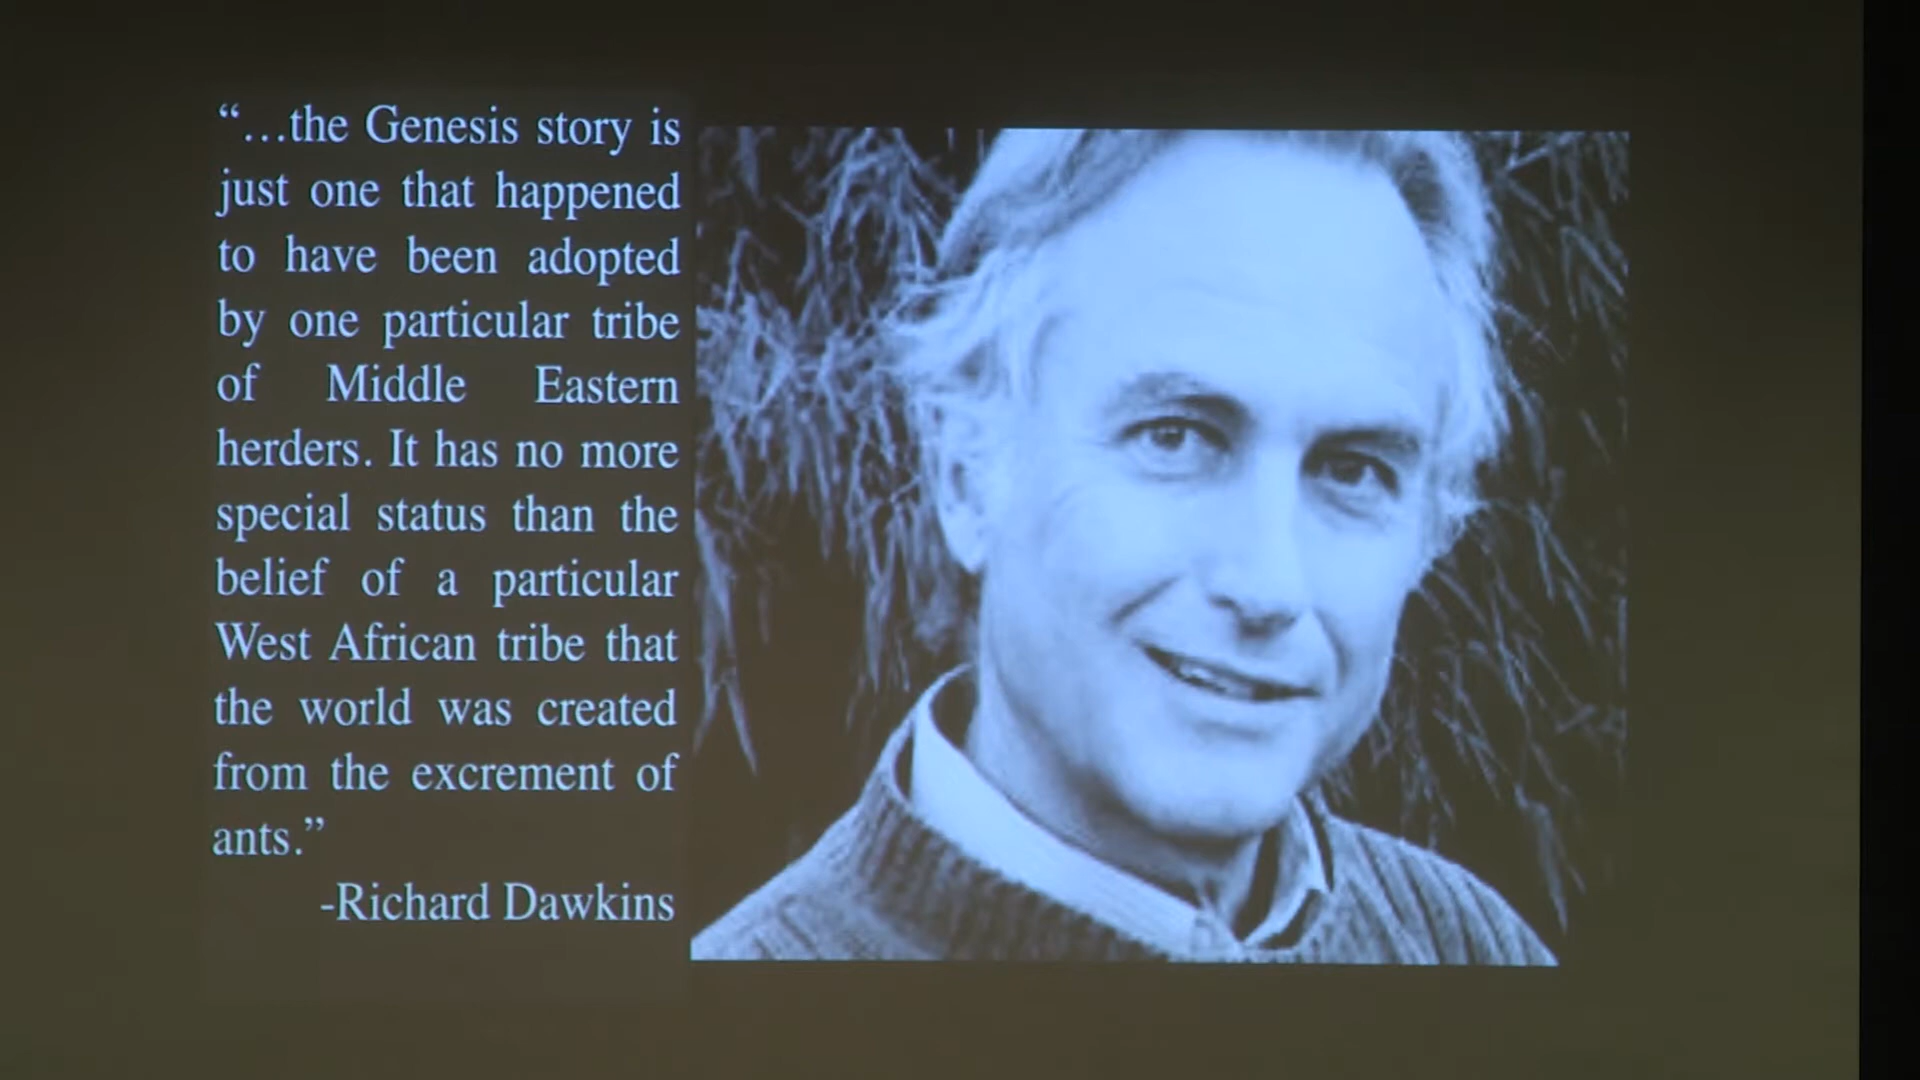 “…the Genesis story is
just one that happened
to have been adopted
by one particular tribe
of Middle Eastern
herders. It has no more
special status than the
belief of a particular
West African tribe that
the world was created
from the excrement of
ants.”
-Richard Dawkins